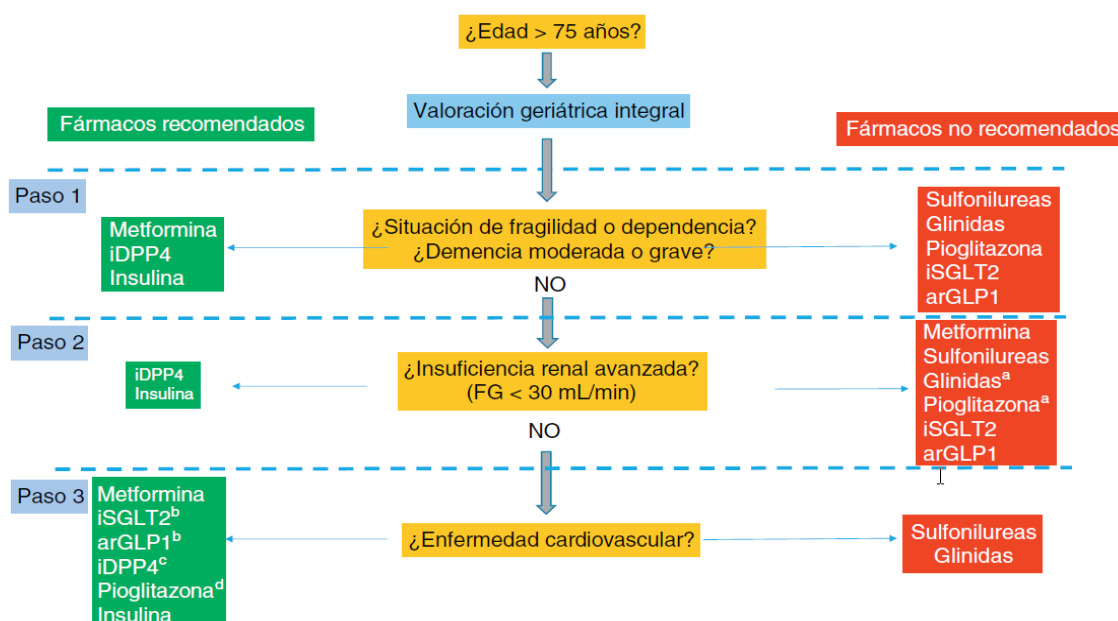 ¿Edad > 75 años?
Valoración geriátrica integral
Fármacos recomendados
Fármacos no recomendados
Paso 1
Metformina
iDPP4
Insulina
¿Situación de fragilidad o dependencia?
¿Demencia moderada o grave?
NO
Sulfonilureas
Glinidas
Pioglitazona
iSGLT2
arGLP1
Paso 2
iDPP4
Insulina
¿Insuficiencia renal avanzada?
(FG < 30 mL/min)
NO
Metformina
Sulfonilureas
Glinidasᵃ
Pioglitazonaᵃ
iSGLT2
arGLP1
Paso 3
Metformina
iSGLT2ᵇ
arGLP1ᵇ
iDPP4ᶜ
Pioglitazonaᵈ
Insulina
¿Enfermedad cardiovascular?
Sulfonilureas
Glinidas